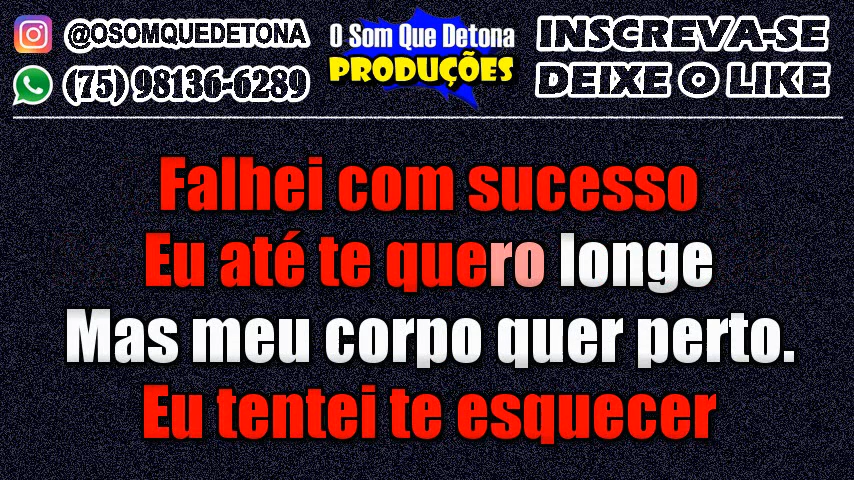 @OSOMQUEDETONA
(75) 98136-6289
O Som Que Detona
PRODUÇÕES
INSCREVA-SE
DEIXE O LIKE
Falhei com sucesso
Eu até te quero longe
Mas meu corpo quer perto.
Eu tentei te esquecer